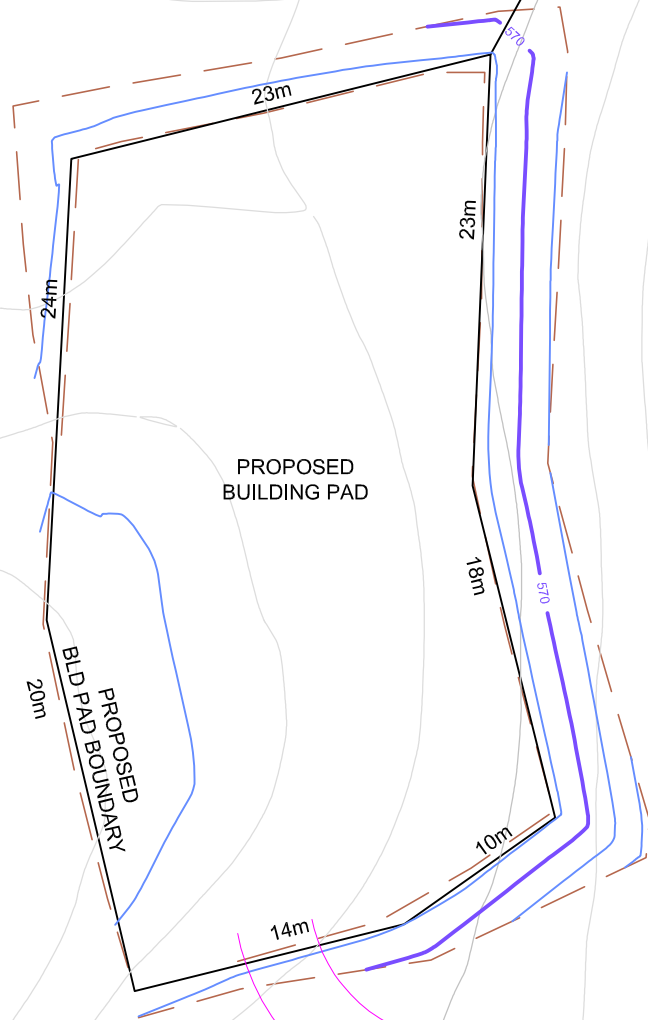 570
23m
23m
24m
PROPOSED
BUILDING PAD
18m
570
20m
PROPOSED
BLD PAD BOUNDARY
10m
14m